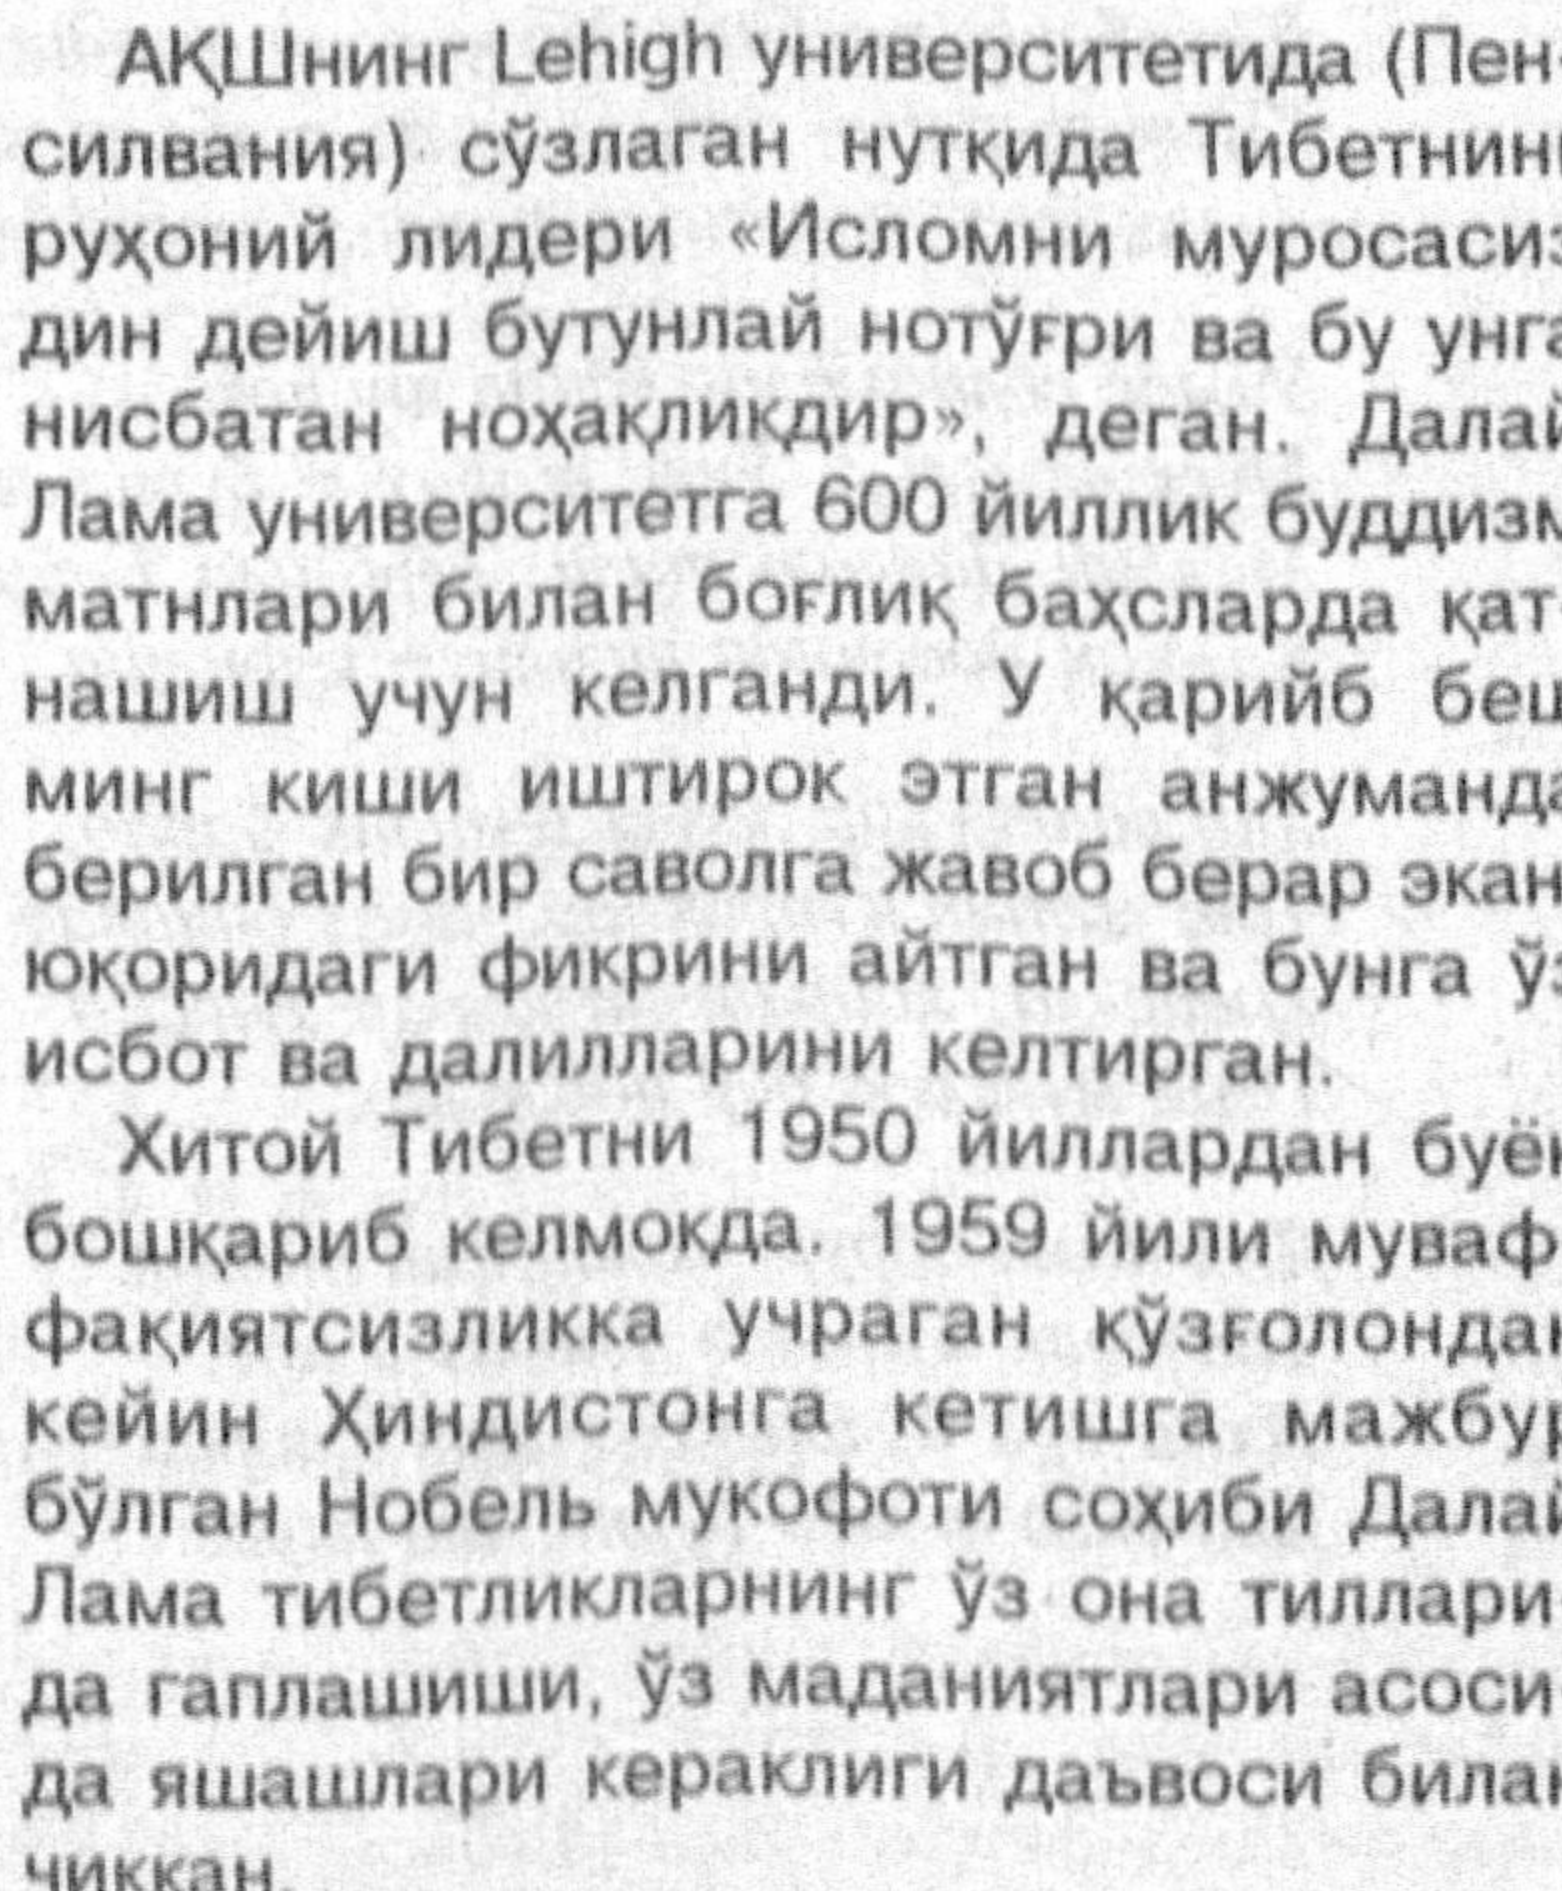 АҚШнинг Lehigh университетида (Пен-
силвания) сўзлаган нутқида Тибетнинг
руҳоний лидери «Исломни муросасиз
дин дейиш бутунлай нотўғри ва бу унга
нисбатан ноҳақликдир», деган. Далай
Лама университетга 600 йиллик буддизм
матнлари билан боғлиқ баҳсларда қат-
нашиш учун келганди. У қарийб беш
минг киши иштирок этган анжуманда
берилган бир саволга жавоб берар экан,
юқоридаги фикрини айтган ва бунга ўз
исбот ва далилларини келтирган.
Хитой Тибетни 1950 йиллардан буён
бошқариб келмоқда. 1959 йили муваф-
фақиятсизликка учраган қўзғолондан
кейин Ҳиндистонга кетишга мажбур
бўлган Нобель мукофоти соҳиби Далай
Лама тибетликларнинг ўз она тиллари-
да гаплашиши, ўз маданиятлари асоси-
да яшашлари кераклиги даъвоси билан
чиққан.